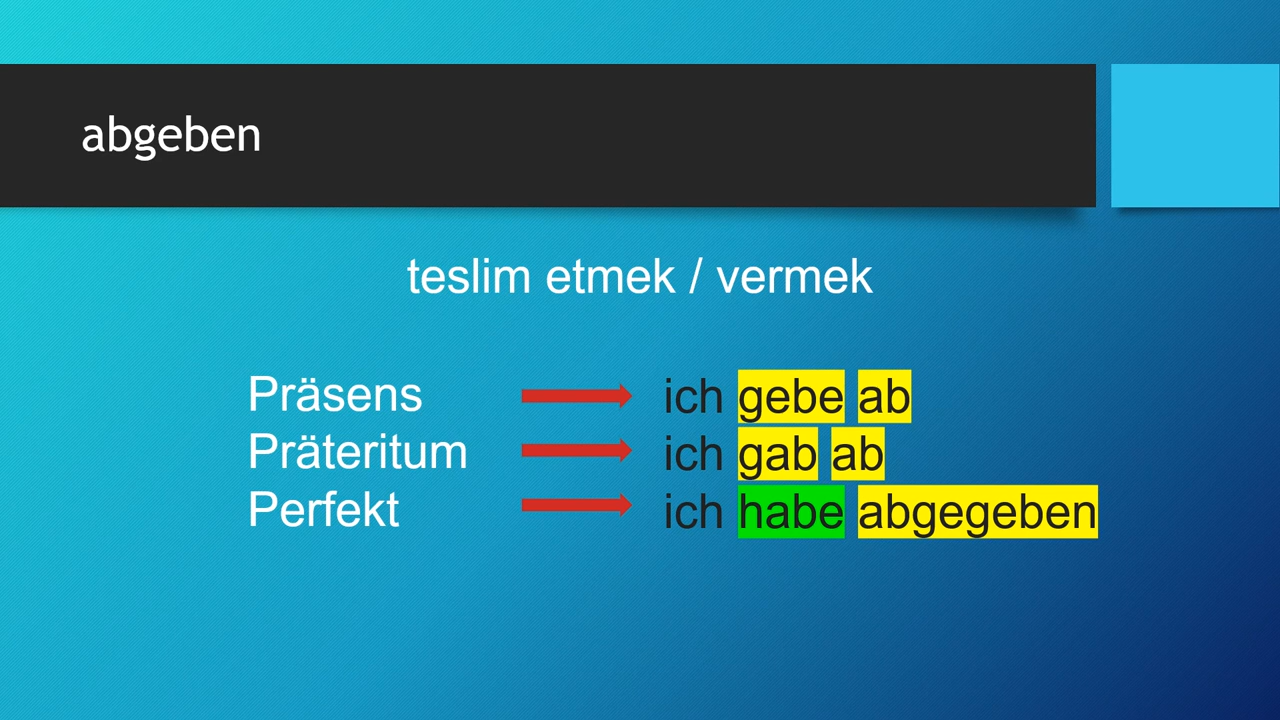 abgeben
teslim etmek / vermek
Präsens ich gebe ab
Präteritum ich gab ab
Perfekt ich habe abgegeben